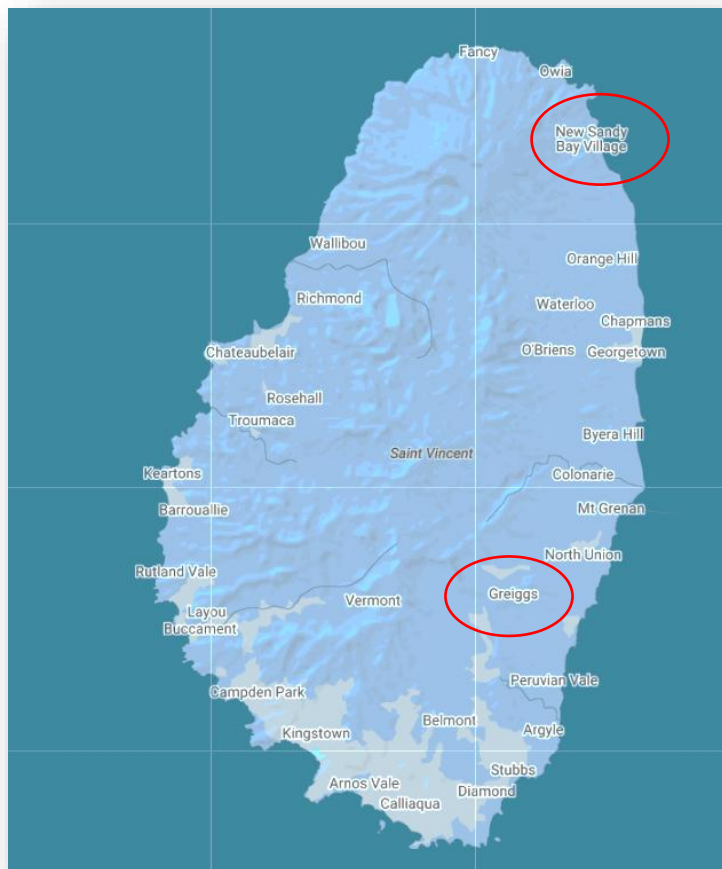 Fancy
Owia
New Sandy
Bay Village
Wallibou
Orange Hill
Richmond
Waterloo
Chapmans
Chateaubelair
O'Briens
Georgetown
Rosehall
Troumaca
Byera Hill
Saint Vincent
Keartons
Colonarie
Barrouallie
Mt Grenan
North Union
Rutland Vale
Greiggs
Vermont
Layou
Buccament
Peruvian Vale
Campden Park
Belmont
Argyle
Kingstown
Stubbs
Arnos Vale
Diamond
Calliaqua